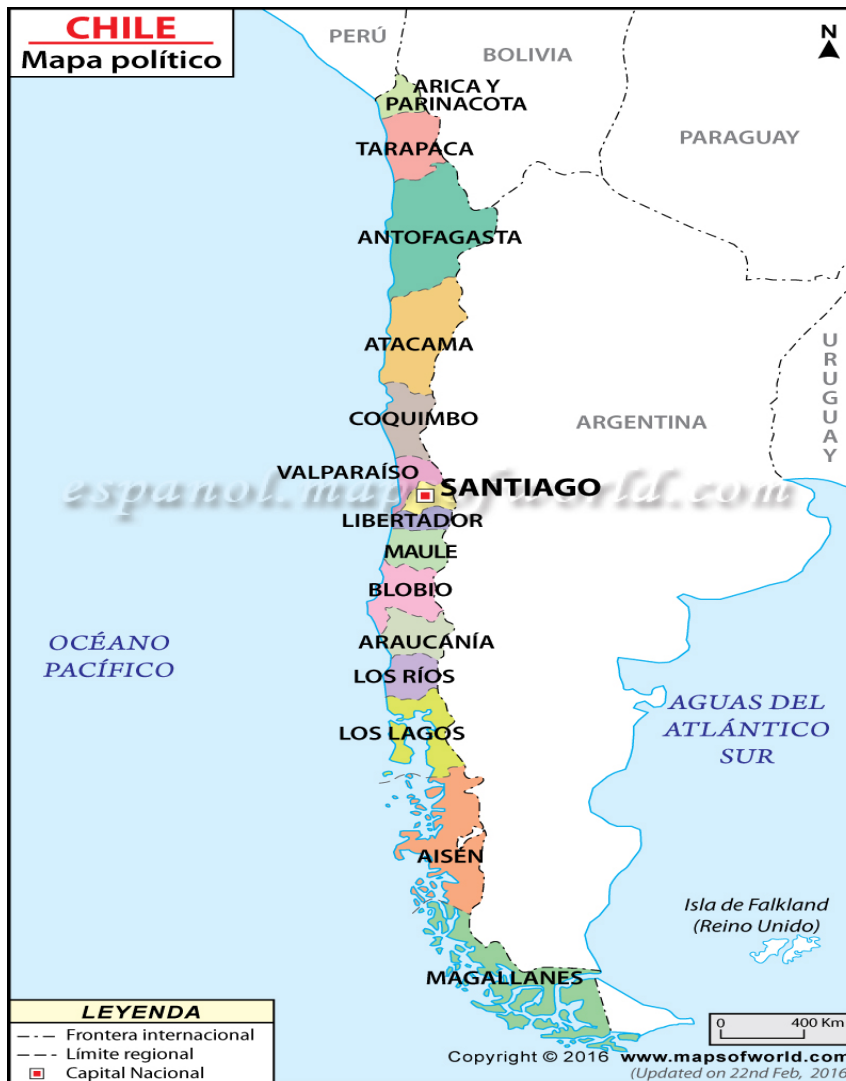 CHILE
Mapa político
PERÚ
BOLIVIA
N
PARAGUAY
ARICA Y
PARINACOTA
TARAPACA
ANTOFAGASTA
ATACAMA
URUGUAY
COQUIMBO
ARGENTINA
VALPARAÍSO
SANTIAGO
espanol.mapsofworld.com
LIBERTADOR
MAULE
BLOBIO
ARAUCANÍA
LOS RÍOS
LOS LAGOS
OCÉANO
PACÍFICO
AGUAS DEL
ATLÁNTICO
SUR
AISÉN
Isla de Falkland
(Reino Unido)
MAGALLANES
LEYENDA
Frontera internacional
Límite regional
Capital Nacional
0 400 Km
Copyright © 2016 www.mapsofworld.com
(Updated on 22nd Feb, 2016)